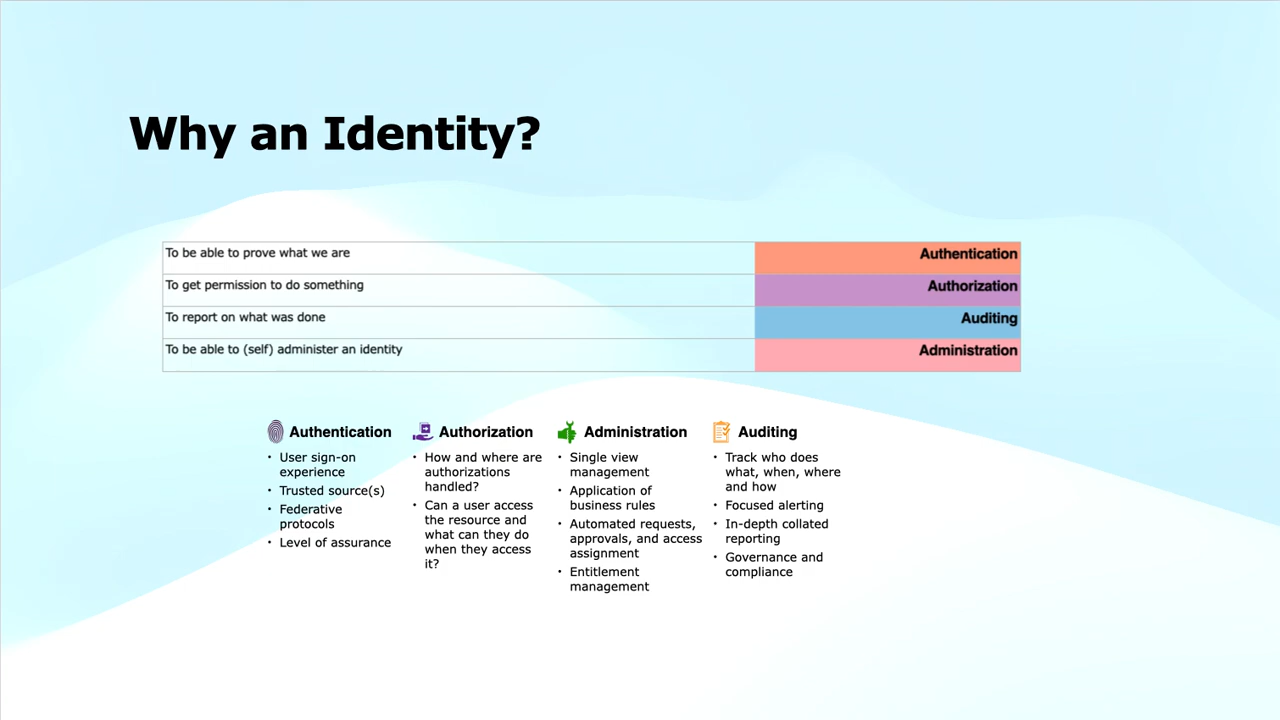 Why an Identity?
To be able to prove what we are
Authentication
To get permission to do something
Authorization
To report on what was done
Auditing
To be able to (self) administer an identity
Administration
Authentication
• User sign-on
experience
• Trusted source(s)
• Federative
protocols
• Level of assurance
Authorization
• How and where are
authorizations
handled?
• Can a user access
the resource and
what can they do
when they access
it?
Administration
• Single view
management
• Application of
business rules
• Automated requests,
approvals, and access
assignment
• Entitlement
management
Auditing
• Track who does
what, when, where
and how
• Focused alerting
• In-depth collated
reporting
• Governance and
compliance